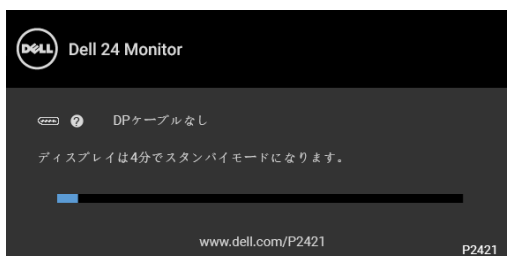 DELL
Dell 24 Monitor
DPケーブルなし
ディスプレイは4分でスタンバイモードになります。
www.dell.com/P2421
P2421